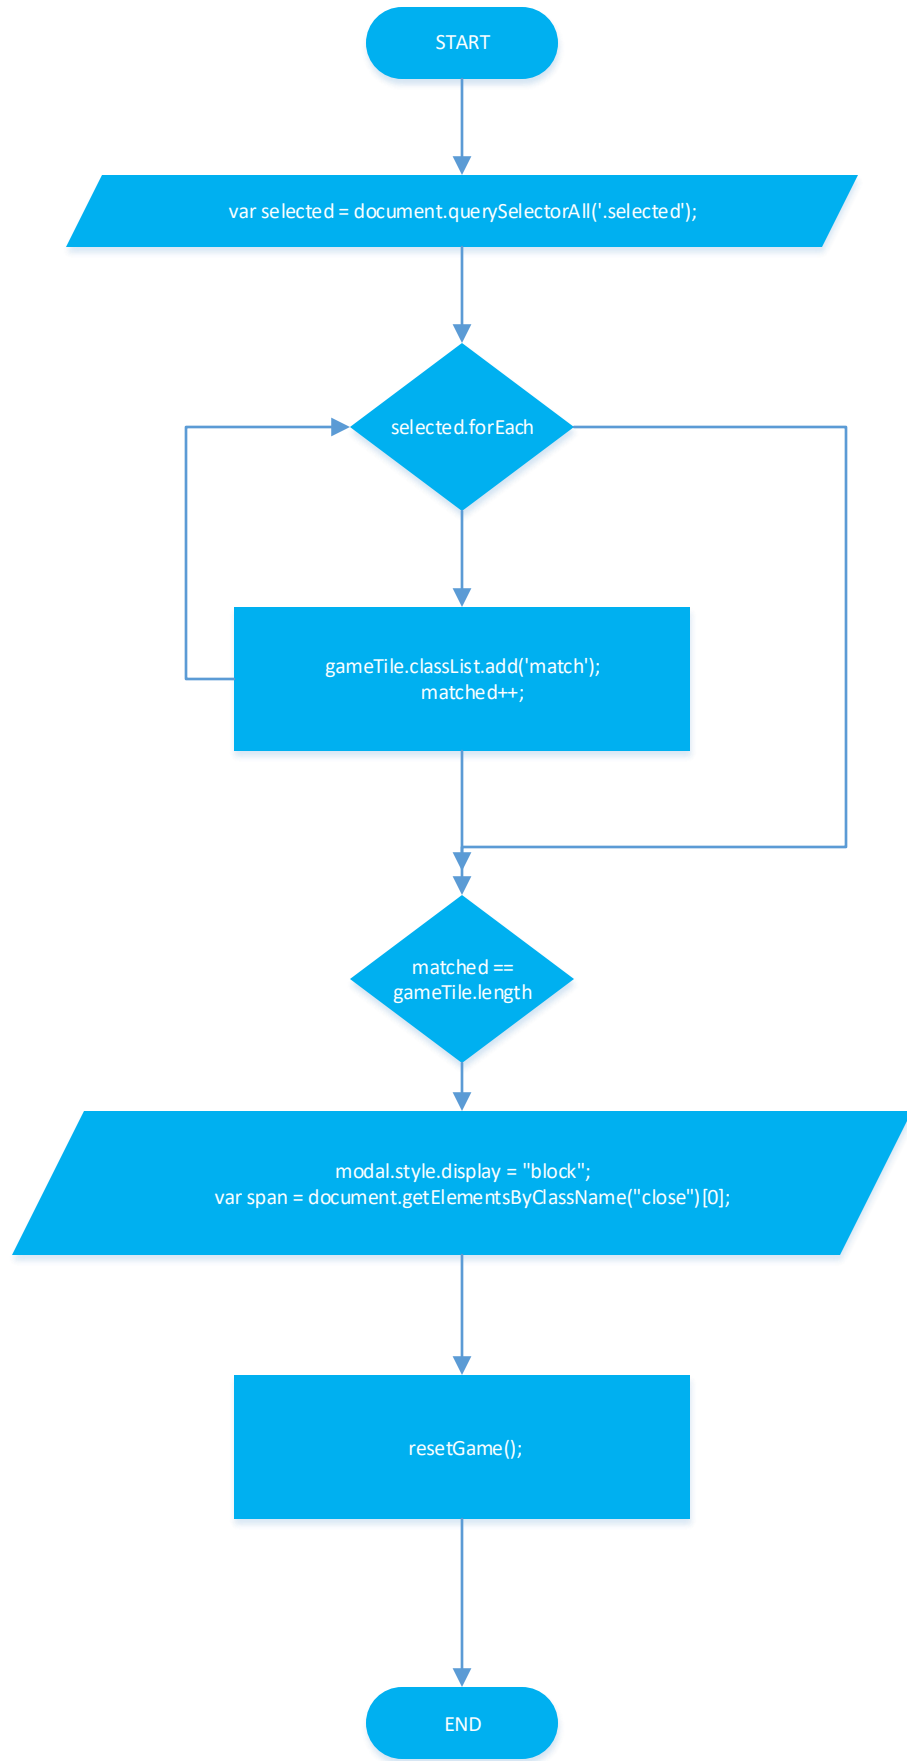 START
var selected = document.querySelectorAll('.selected');
selected.forEach
gameTile.classList.add('match');
matched++;
matched ==
gameTile.length
modal.style.display = "block";
var span = document.getElementsByClassName("close")[0];
resetGame();
END